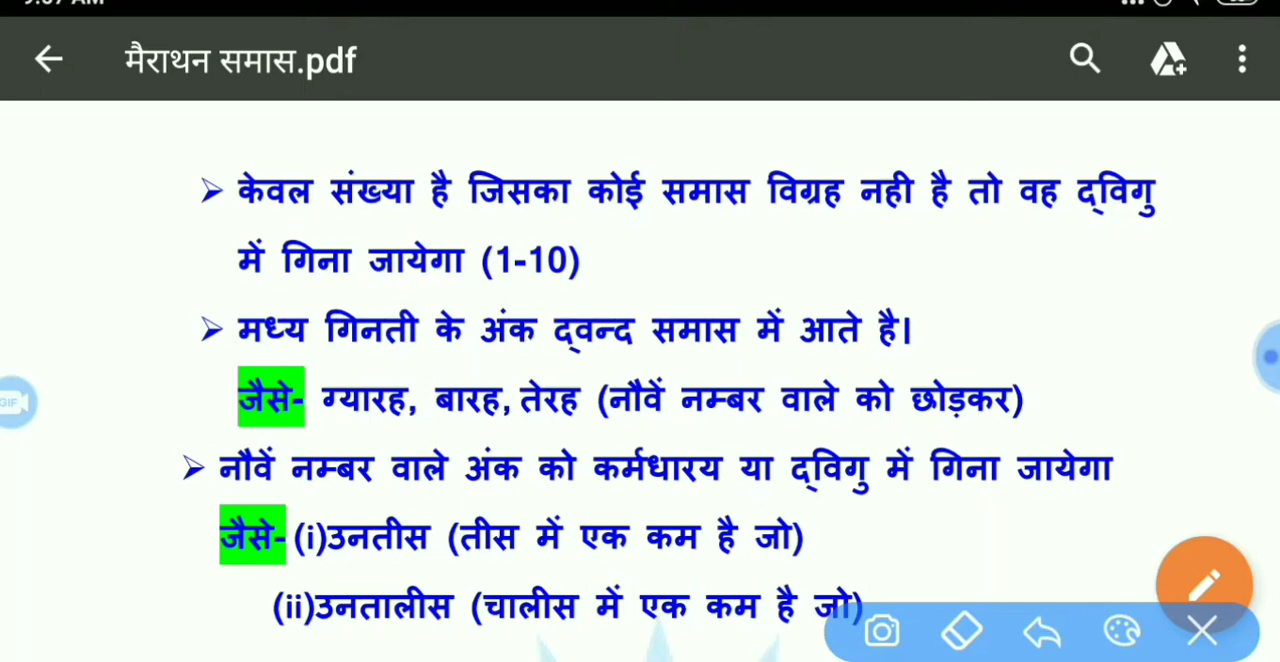 मैराथन समास.pdf
➢ केवल संख्या है जिसका कोई समास विग्रह नही है तो वह द्विगु
में गिना जायेगा (1-10)
➢ मध्य गिनती के अंक द्वन्द समास में आते है।
जैसे- ग्यारह, बारह, तेरह (नौवें नम्बर वाले को छोड़कर)
➢ नौवें नम्बर वाले अंक को कर्मधारय या द्विगु में गिना जायेगा
जैसे- (i)उनतीस (तीस में एक कम है जो)
(ii)उनतालीस (चालीस में एक कम है जो)
GIF